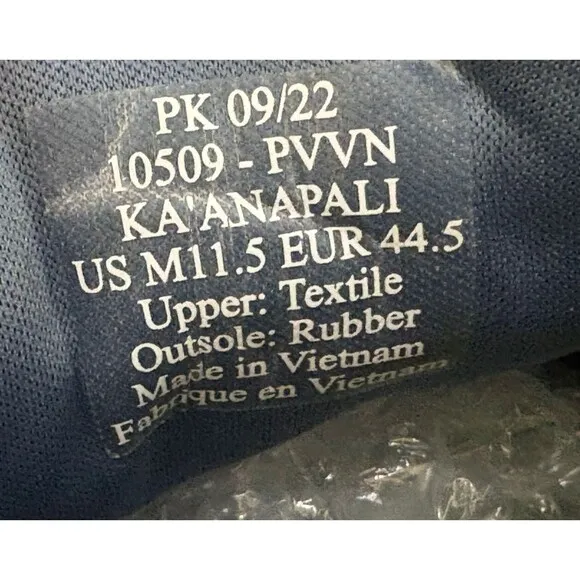 PK 09/22
10509 - PVVN
KA'ANAPALI
US M11.5 EUR 44.5
Upper: Textile
Outsole: Rubber
Made in Vietnam
Fabrique en Vietnam